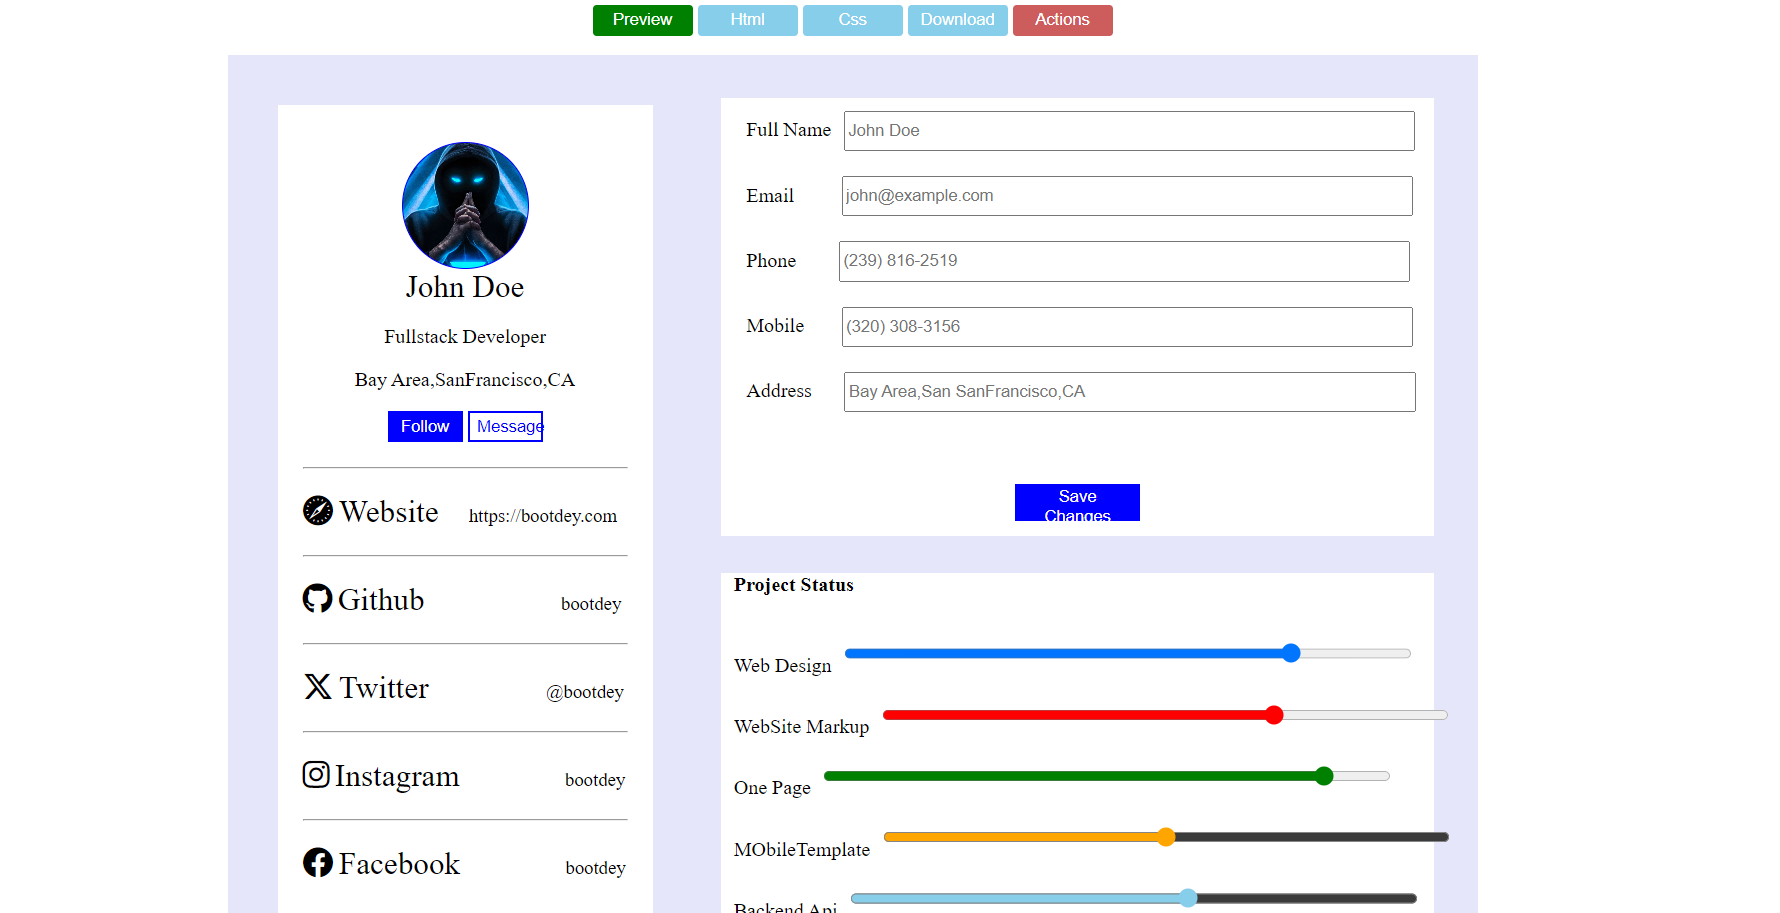 Preview Html Css Download Actions
John Doe
Fullstack Developer
Bay Area,SanFrancisco,CA
Follow Message
Website https://bootdey.com
Github bootdey
Twitter @bootdey
Instagram bootdey
Facebook bootdey
Full Name John Doe
Email john@example.com
Phone (239) 816-2519
Mobile (320) 308-3156
Address Bay Area,San SanFrancisco,CA
Save
Changes
Project Status
Web Design
WebSite Markup
One Page
MObileTemplate
Backend Api